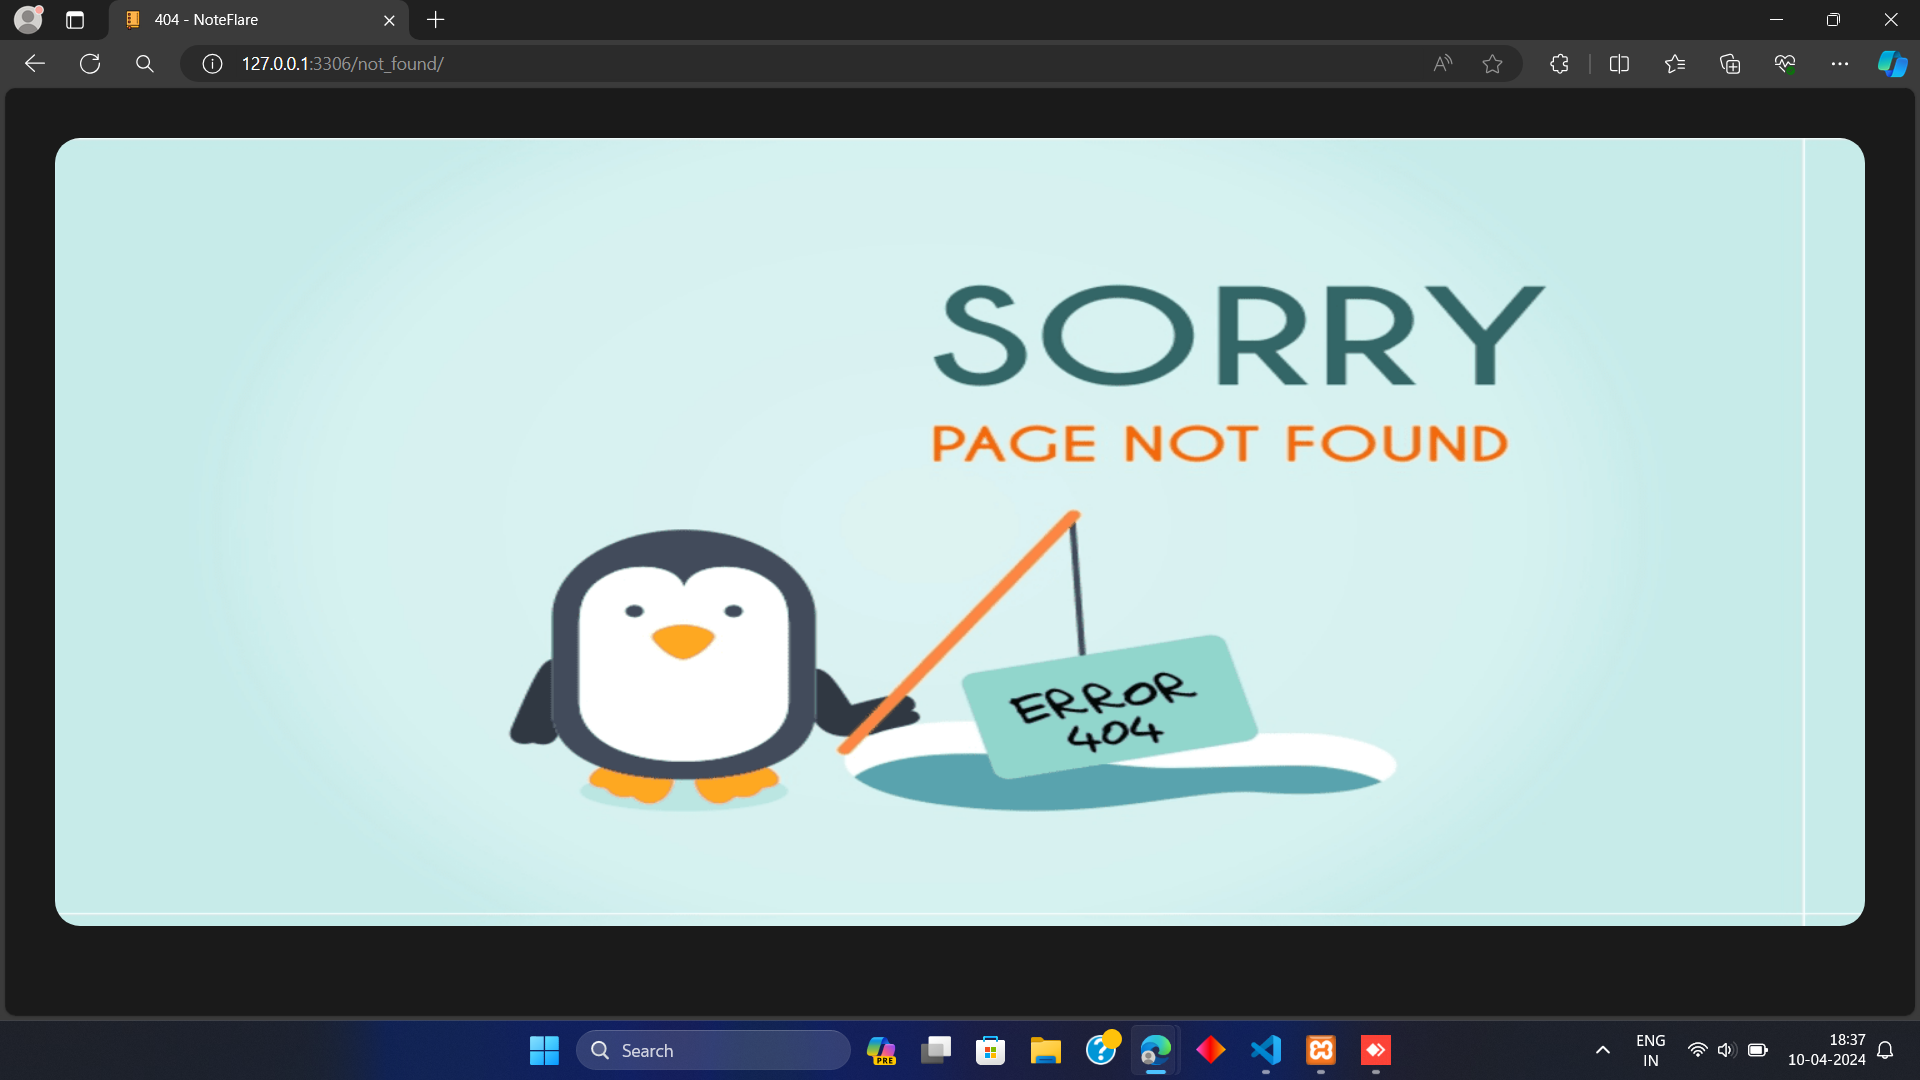 404 - NoteFlare
127.0.0.1:3306/not_found/
SORRY
PAGE NOT FOUND
ERROR
404
Search
PRE
ENG
IN
18:37
10-04-2024